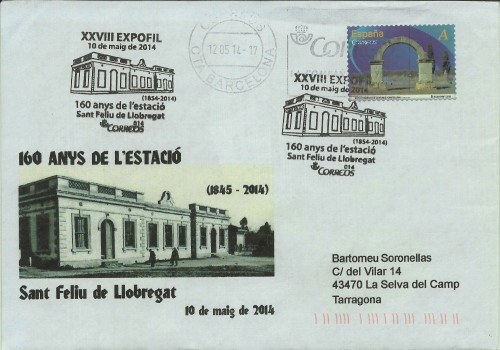 XXVIII EXPOFIL
10 de maig de 2014
(1854-2014)
160 anys de l'estació
Sant Feliu de Llobregat
014
CORREOS
12 05 14 - 17
CTA BARCELONA
España
A
CORREOS
XXVIII EXPOFIL
10 de maig de 2014
(1854-2014)
160 anys de l'estació
Sant Feliu de Llobregat
014
CORREOS
160 ANYS DE L'ESTACIÓ
(1845 - 2014)
Sant Feliu de Llobregat
10 de maig de 2014
Bartomeu Soronellas
C/ del Vilar 14
43470 La Selva del Camp
Tarragona